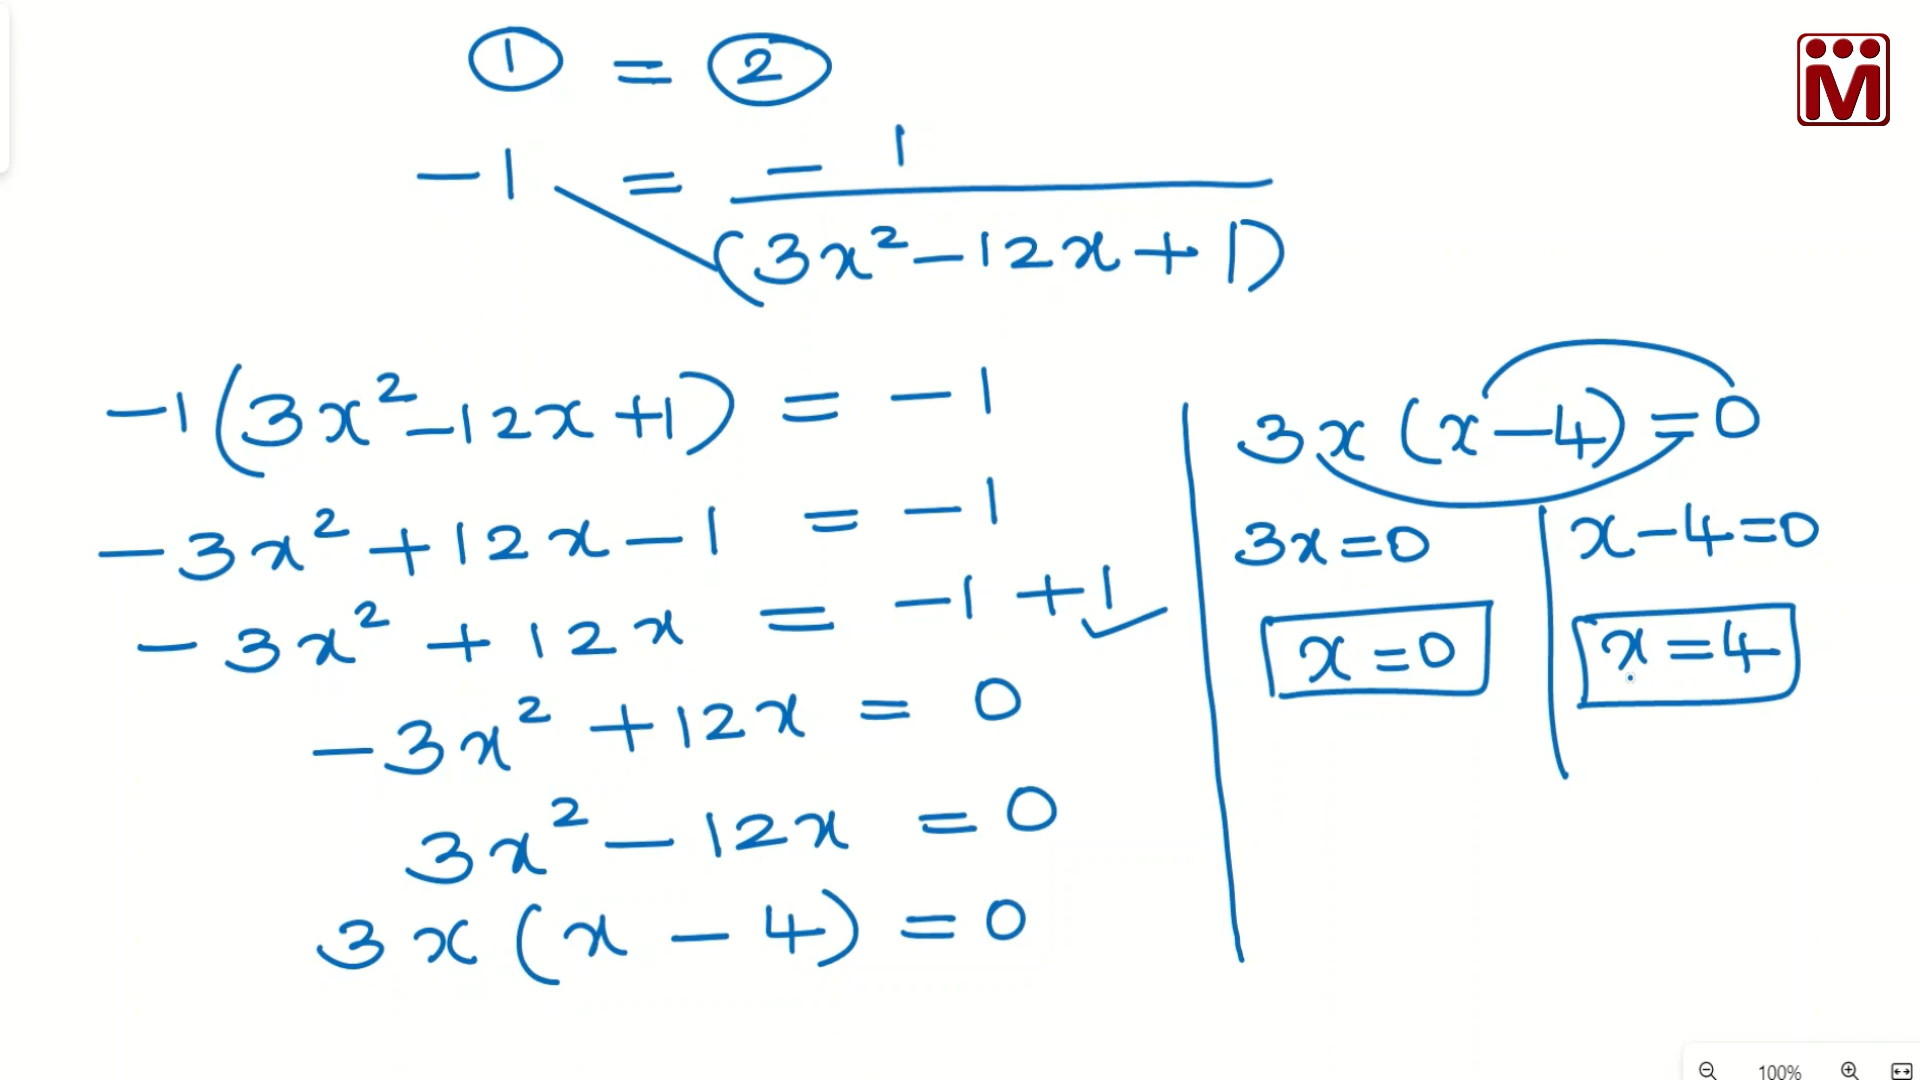 ① = ②
-1 = -1/(3x²-12x+1)
-1(3x²-12x+1) = -1
-3x²+12x-1 = -1
-3x²+12x = -1+1
-3x²+12x = 0
3x²-12x = 0
3x(x-4) = 0
3x(x-4)=0
3x=0
x=0
x-4=0
x=4
M
100%